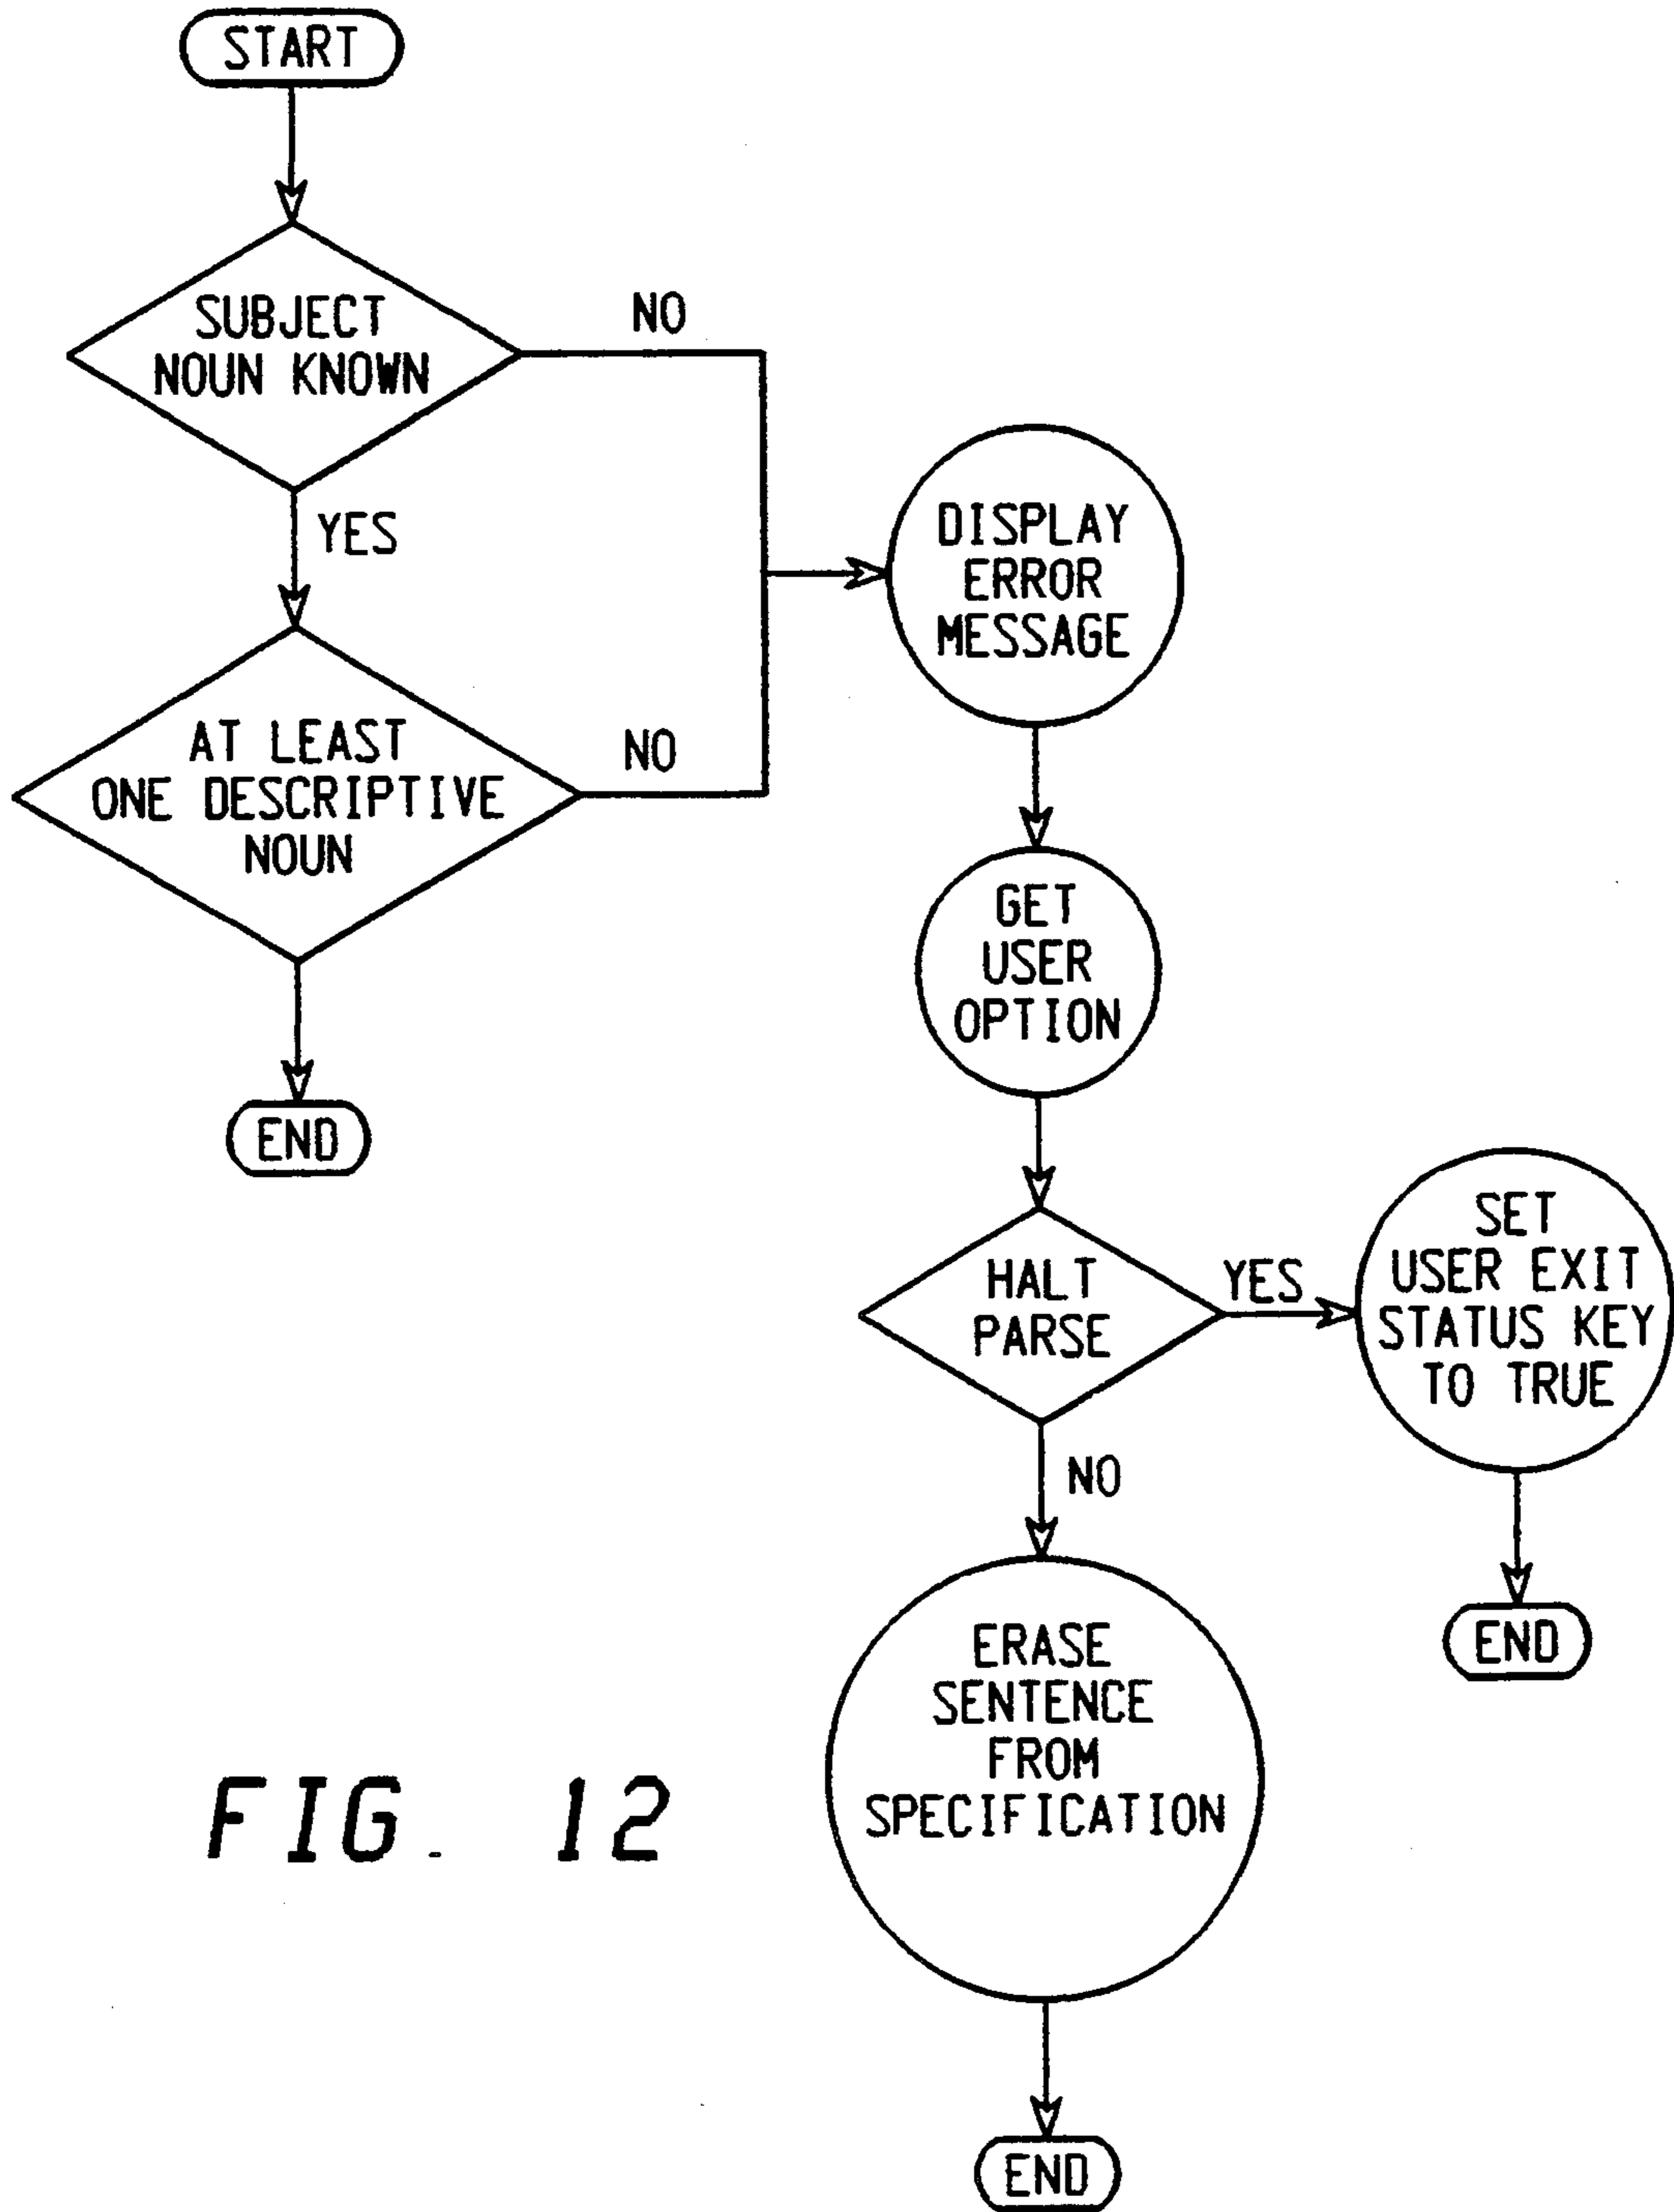 START
SUBJECT
NOUN KNOWN
NO
YES
AT LEAST
ONE DESCRIPTIVE
NOUN
NO
END
DISPLAY
ERROR
MESSAGE
GET
USER
OPTION
HALT
PARSE
YES
SET
USER EXIT
STATUS KEY
TO TRUE
END
NO
ERASE
SENTENCE
FROM
SPECIFICATION
END
FIG. 12